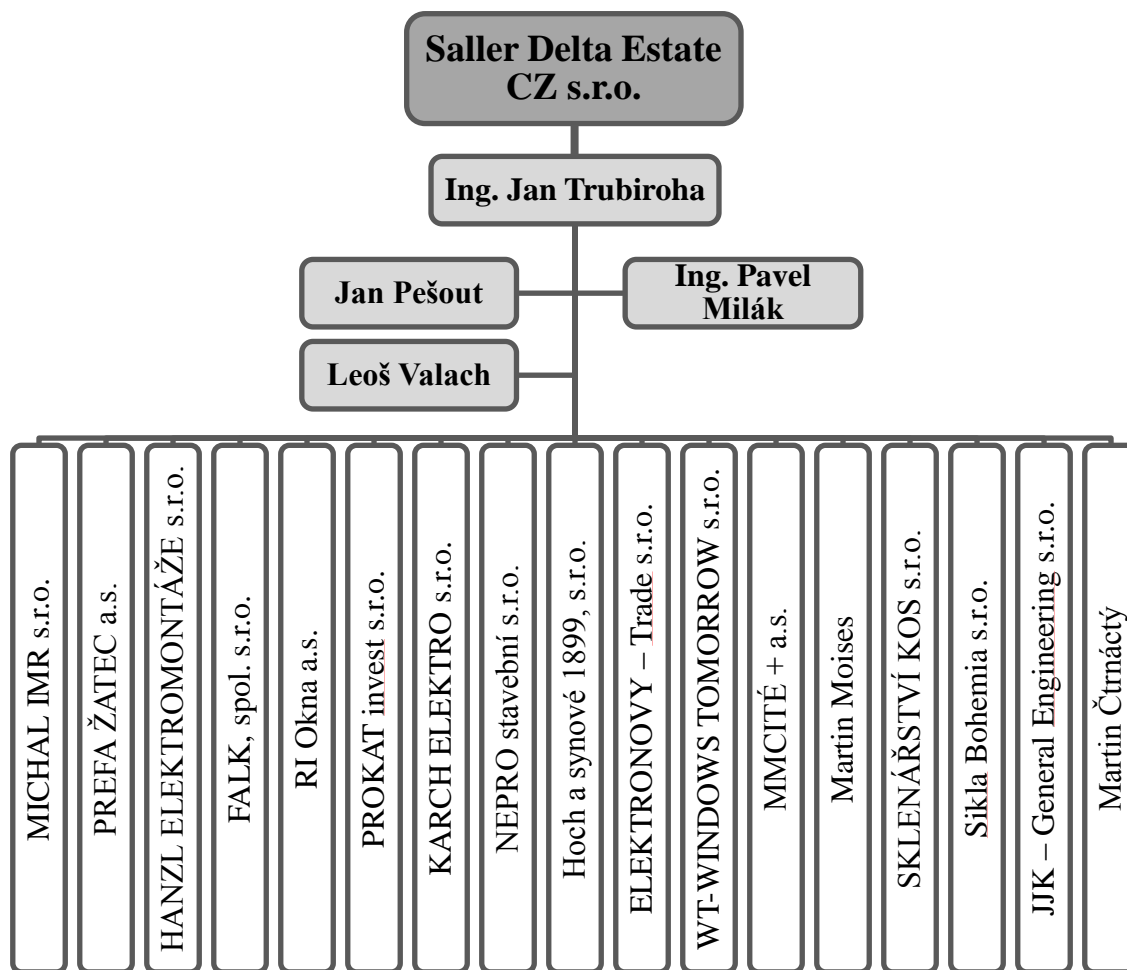 Saller Delta Estate
CZ s.r.o.
Ing. Jan Trubiroha
Jan Pešout
Ing. Pavel
Milák
Leoš Valach
MICHAL IMR s.r.o.
PREFA ŽATEC a.s.
HANZL ELEKTROMONTÁŽE s.r.o.
FALK, spol. s.r.o.
RI Okna a.s.
PROKAT invest s.r.o.
KARCH ELEKTRO s.r.o.
NEPRO stavební s.r.o.
Hoch a synové 1899, s.r.o.
ELEKTRONOVY – Trade s.r.o.
WT-WINDOWS TOMORROW s.r.o.
MMCITÉ + a.s.
Martin Moises
SKLENÁŘSTVÍ KOS s.r.o.
Sikla Bohemia s.r.o.
JJK – General Engineering s.r.o.
Martin Čtrnáctý